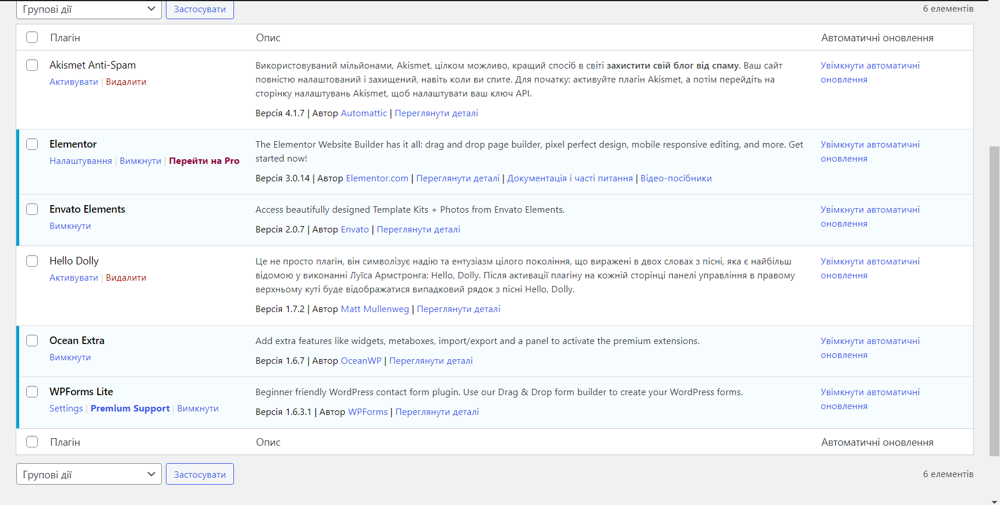 Групові дії Застосувати 6 елементів
Плагін Опис Автоматичні оновлення
Akismet Anti-Spam Використовуваний мільйонами, Akismet, цілком можливо, кращий спосіб в світі захистити свій блог від спаму. Ваш сайт Увімкнути автоматичні
Активувати | Видалити повністю налаштований і захищений, навіть коли ви спите. Для початку: активуйте плагін Akismet, а потім перейдіть на оновлення
сторінку налаштувань Akismet, щоб налаштувати ваш ключ API.
Версія 4.1.7 | Автор Automattic | Переглянути деталі
Elementor The Elementor Website Builder has it all: drag and drop page builder, pixel perfect design, mobile responsive editing, and more. Get Увімкнути автоматичні
Налаштування | Вимкнути | Перейти на Pro started now! оновлення
Версія 3.0.14 | Автор Elementor.com | Переглянути деталі | Документація і часті питання | Відео-посібники
Envato Elements Access beautifully designed Template Kits + Photos from Envato Elements. Увімкнути автоматичні
Вимкнути Версія 2.0.7 | Автор Envato | Переглянути деталі оновлення
Hello Dolly Це не просто плагін, він символізує надію та ентузіазм цілого покоління, що виражені в двох словах з пісні, яка є найбільш Увімкнути автоматичні
Активувати | Видалити відомою у виконанні Луїса Армстронга: Hello, Dolly. Після активації плагіну на кожній сторінці панелі управління в правому оновлення
верхньому куті буде відображатися випадковий рядок з пісні Hello, Dolly.
Версія 1.7.2 | Автор Matt Mullenweg | Переглянути деталі
Ocean Extra Add extra features like widgets, metaboxes, import/export and a panel to activate the premium extensions. Увімкнути автоматичні
Вимкнути Версія 1.6.7 | Автор OceanWP | Переглянути деталі оновлення
WPForms Lite Beginner friendly WordPress contact form plugin. Use our Drag & Drop form builder to create your WordPress forms. Увімкнути автоматичні
Settings | Premium Support | Вимкнути Версія 1.6.3.1 | Автор WPForms | Переглянути деталі оновлення
Плагін Опис Автоматичні оновлення
Групові дії Застосувати 6 елементів